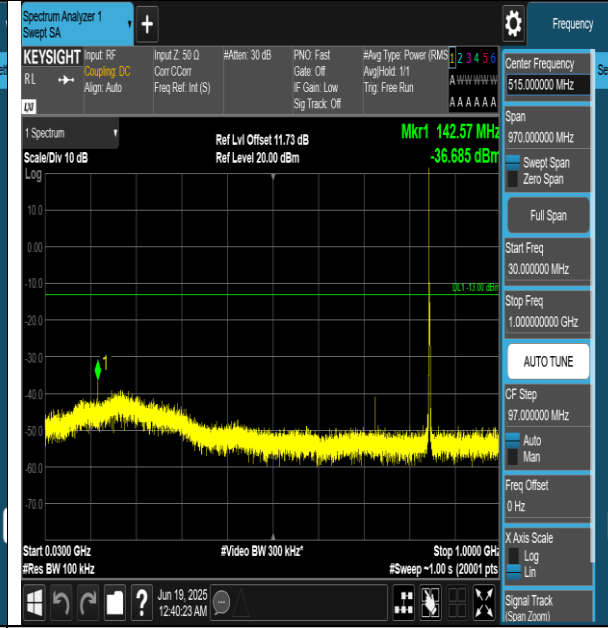 Spectrum Analyzer 1
Swept SA
Frequency
KEYSIGHT
RL
Input: RF
Coupling: DC
Align: Auto
Input Z: 50 Ω
Corr CCorr
Freq Ref: Int (S)
#Atten: 30 dB
PNO: Fast
Gate: Off
IF Gain: Low
Sig Track: Off
#Avg Type: Power (RMS
Avg|Hold: 1/1
Trig: Free Run
1 2 3 4 5 6
A W W W W W
A A A A A A
LXI
1 Spectrum
Scale/Div 10 dB
Log
Ref Lvl Offset 11.73 dB
Ref Level 20.00 dBm
Mkr1 142.57 MHz
-36.685 dBm
10.0
0.00
-10.0
-20.0
-30.0
-40.0
-50.0
-60.0
-70.0
DL1 -13.00 dBm
1
Start 0.0300 GHz
#Res BW 100 kHz
#Video BW 300 kHz*
Stop 1.0000 GHz
#Sweep ~1.00 s (20001 pts
Jun 19, 2025
12:40:23 AM
Center Frequency
515.000000 MHz
Span
970.000000 MHz
Swept Span
Zero Span
Full Span
Start Freq
30.000000 MHz
Stop Freq
1.000000000 GHz
AUTO TUNE
CF Step
97.000000 MHz
Auto
Man
Freq Offset
0 Hz
X Axis Scale
Log
Lin
Signal Track
(Span Zoom)